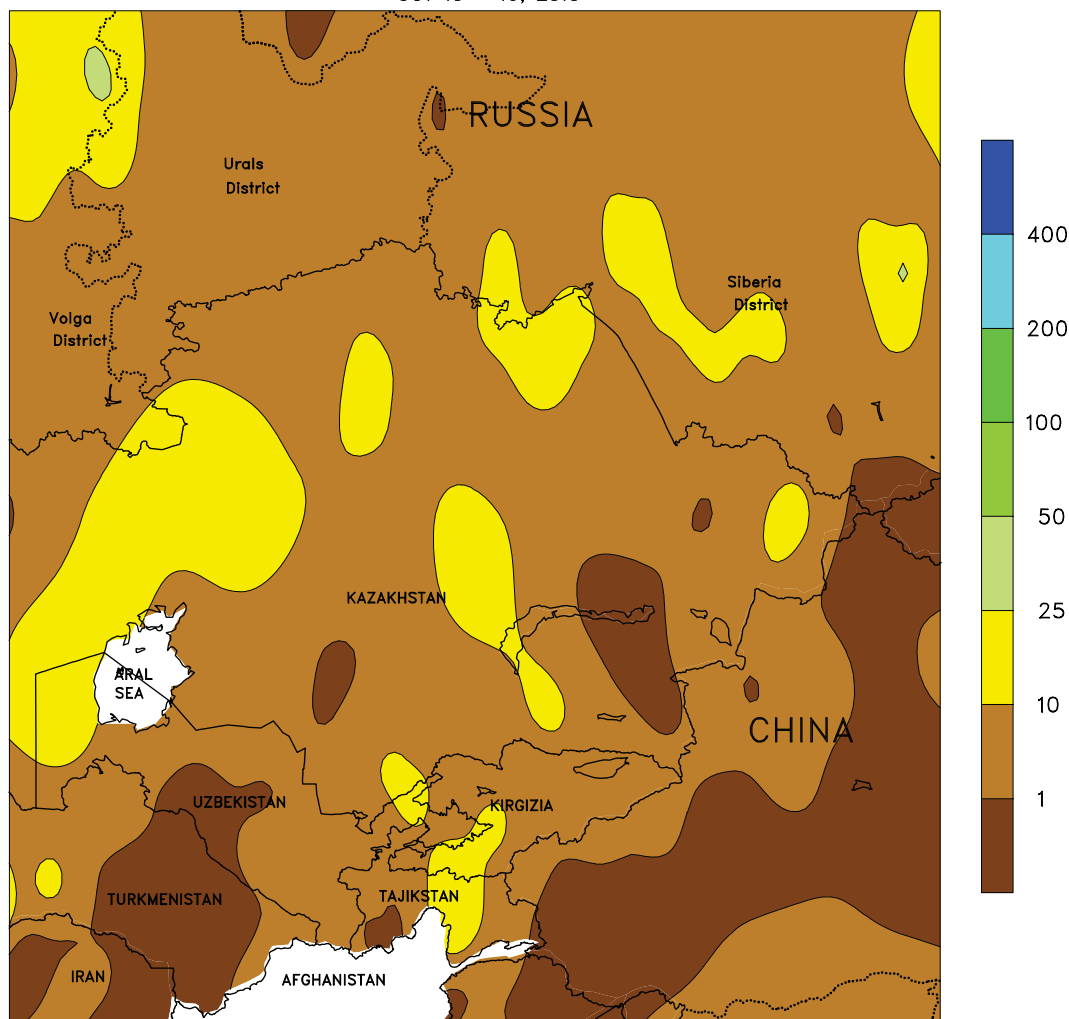 RUSSIA
Urals
District
Siberia
District
Volga
District
KAZAKHSTAN
ARAL
SEA
CHINA
UZBEKISTAN
KIRGIZIA
TURKMENISTAN
TAJIKSTAN
IRAN
AFGHANISTAN
400
200
100
50
25
10
1